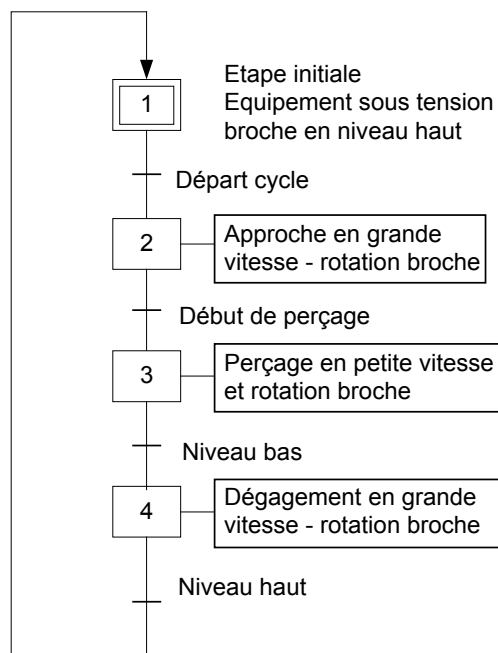 1
Etape initiale
Equipement sous tension
broche en niveau haut
Départ cycle
2
Approche en grande
vitesse - rotation broche
Début de perçage
3
Perçage en petite vitesse
et rotation broche
Niveau bas
4
Dégagement en grande
vitesse - rotation broche
Niveau haut